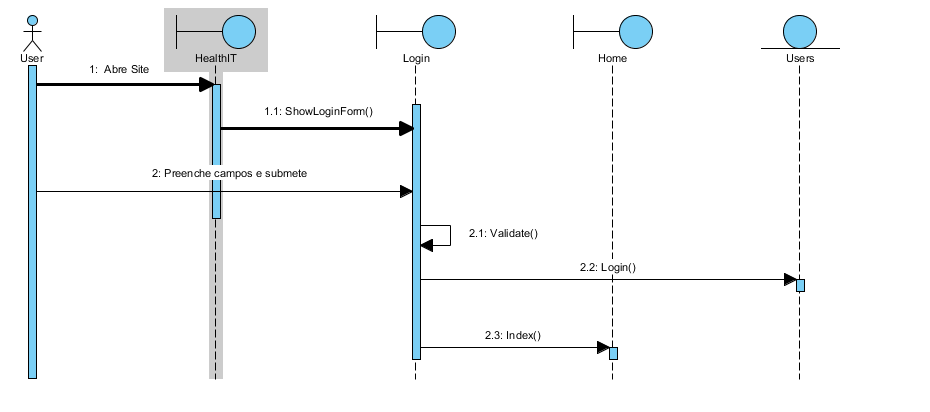 User
HealthIT
Login
Home
Users
1: Abre Site
1.1: ShowLoginForm()
2: Preenche campos e submete
2.1: Validate()
2.2: Login()
2.3: Index()